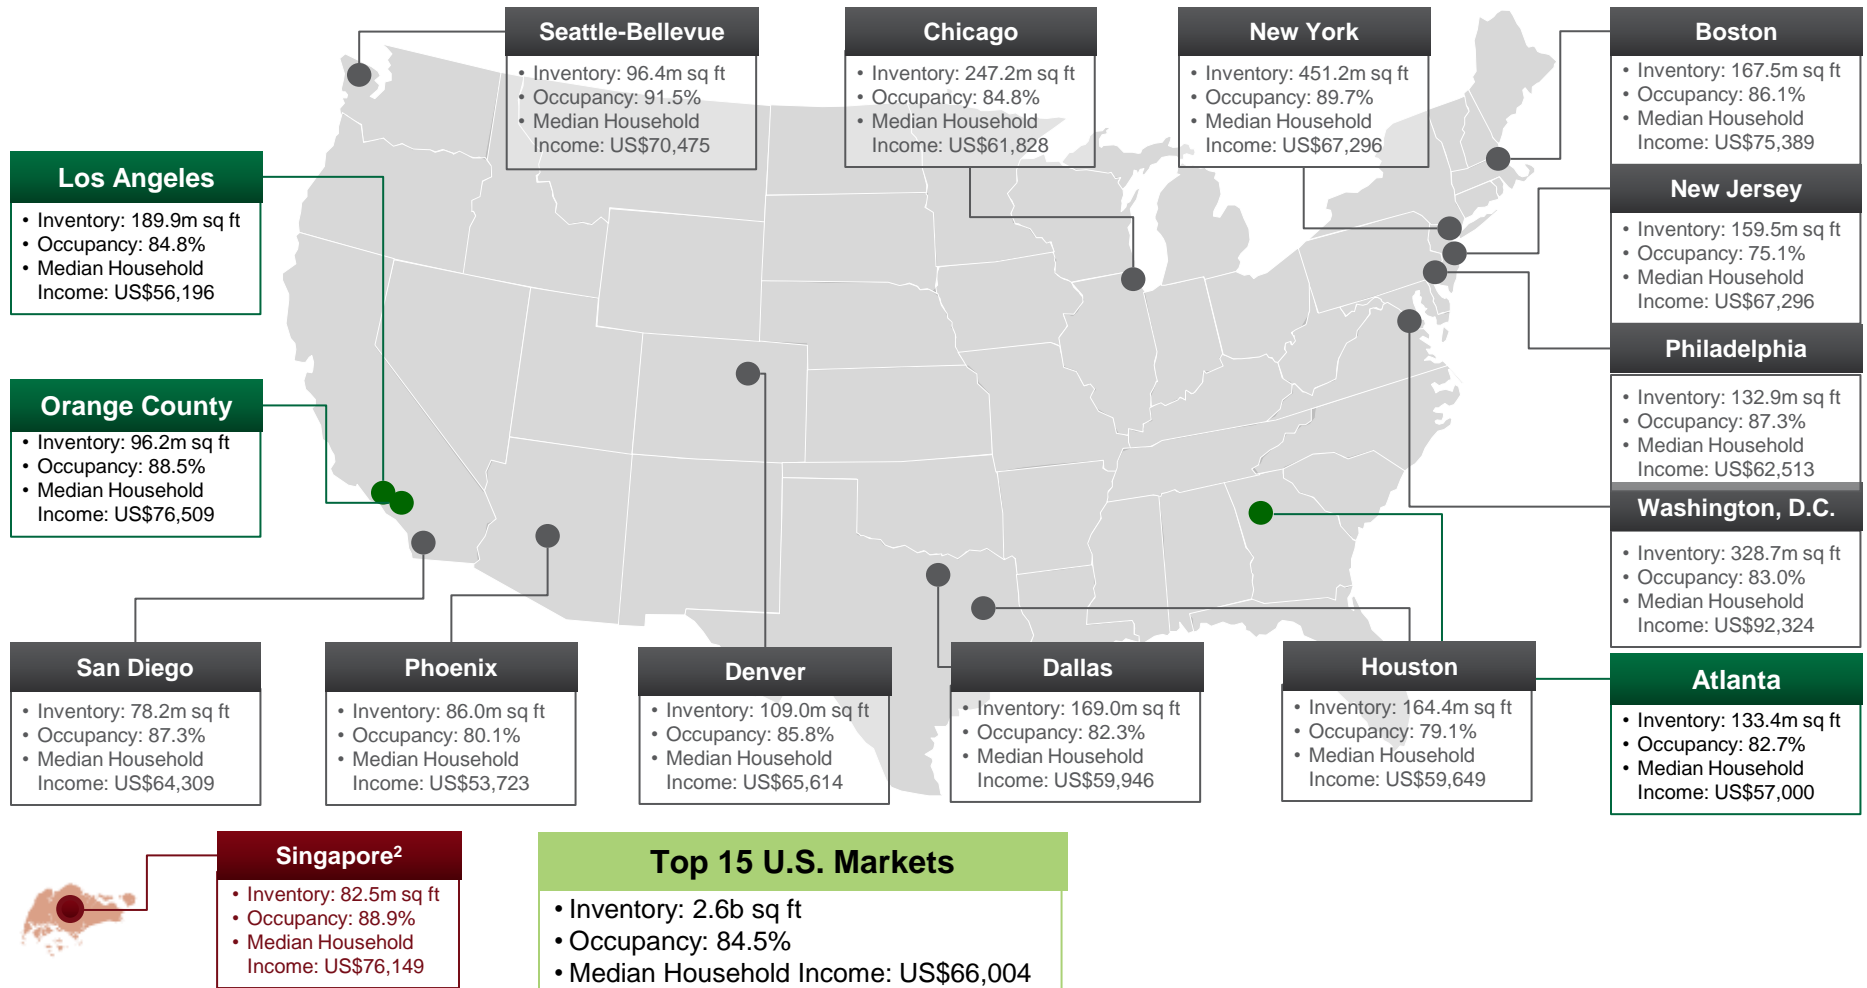 Seattle-Bellevue
• Inventory: 96.4m sq ft
• Occupancy: 91.5%
• Median Household
Income: US$70,475
Chicago
• Inventory: 247.2m sq ft
• Occupancy: 84.8%
• Median Household
Income: US$61,828
New York
• Inventory: 451.2m sq ft
• Occupancy: 89.7%
• Median Household
Income: US$67,296
Boston
• Inventory: 167.5m sq ft
• Occupancy: 86.1%
• Median Household
Income: US$75,389
Los Angeles
• Inventory: 189.9m sq ft
• Occupancy: 84.8%
• Median Household
Income: US$56,196
New Jersey
• Inventory: 159.5m sq ft
• Occupancy: 75.1%
• Median Household
Income: US$67,296
Philadelphia
• Inventory: 132.9m sq ft
• Occupancy: 87.3%
• Median Household
Income: US$62,513
Orange County
• Inventory: 96.2m sq ft
• Occupancy: 88.5%
• Median Household
Income: US$76,509
Washington, D.C.
• Inventory: 328.7m sq ft
• Occupancy: 83.0%
• Median Household
Income: US$92,324
San Diego
• Inventory: 78.2m sq ft
• Occupancy: 87.3%
• Median Household
Income: US$64,309
Phoenix
• Inventory: 86.0m sq ft
• Occupancy: 80.1%
• Median Household
Income: US$53,723
Denver
• Inventory: 109.0m sq ft
• Occupancy: 85.8%
• Median Household
Income: US$65,614
Dallas
• Inventory: 169.0m sq ft
• Occupancy: 82.3%
• Median Household
Income: US$59,946
Houston
• Inventory: 164.4m sq ft
• Occupancy: 79.1%
• Median Household
Income: US$59,649
Atlanta
• Inventory: 133.4m sq ft
• Occupancy: 82.7%
• Median Household
Income: US$57,000
Singapore²
• Inventory: 82.5m sq ft
• Occupancy: 88.9%
• Median Household
Income: US$76,149
Top 15 U.S. Markets
• Inventory: 2.6b sq ft
• Occupancy: 84.5%
• Median Household Income: US$66,004